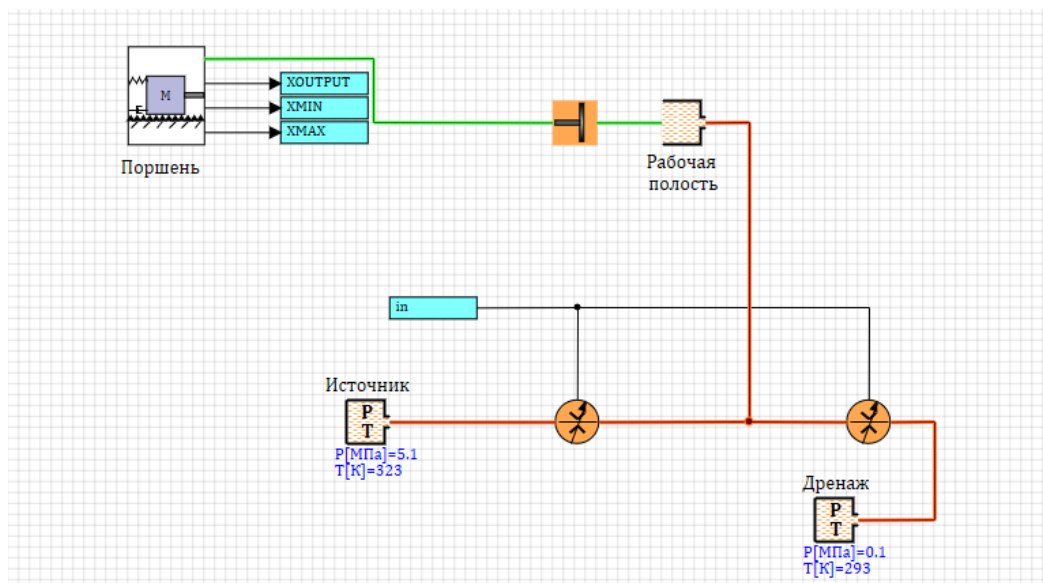 M
E
XOUTPUT
XMIN
XMAX
Поршень
Рабочая
полость
in
Источник
P
T
P[МПа]=5.1
T[К]=323
Дренаж
P
T
P[МПа]=0.1
T[К]=293